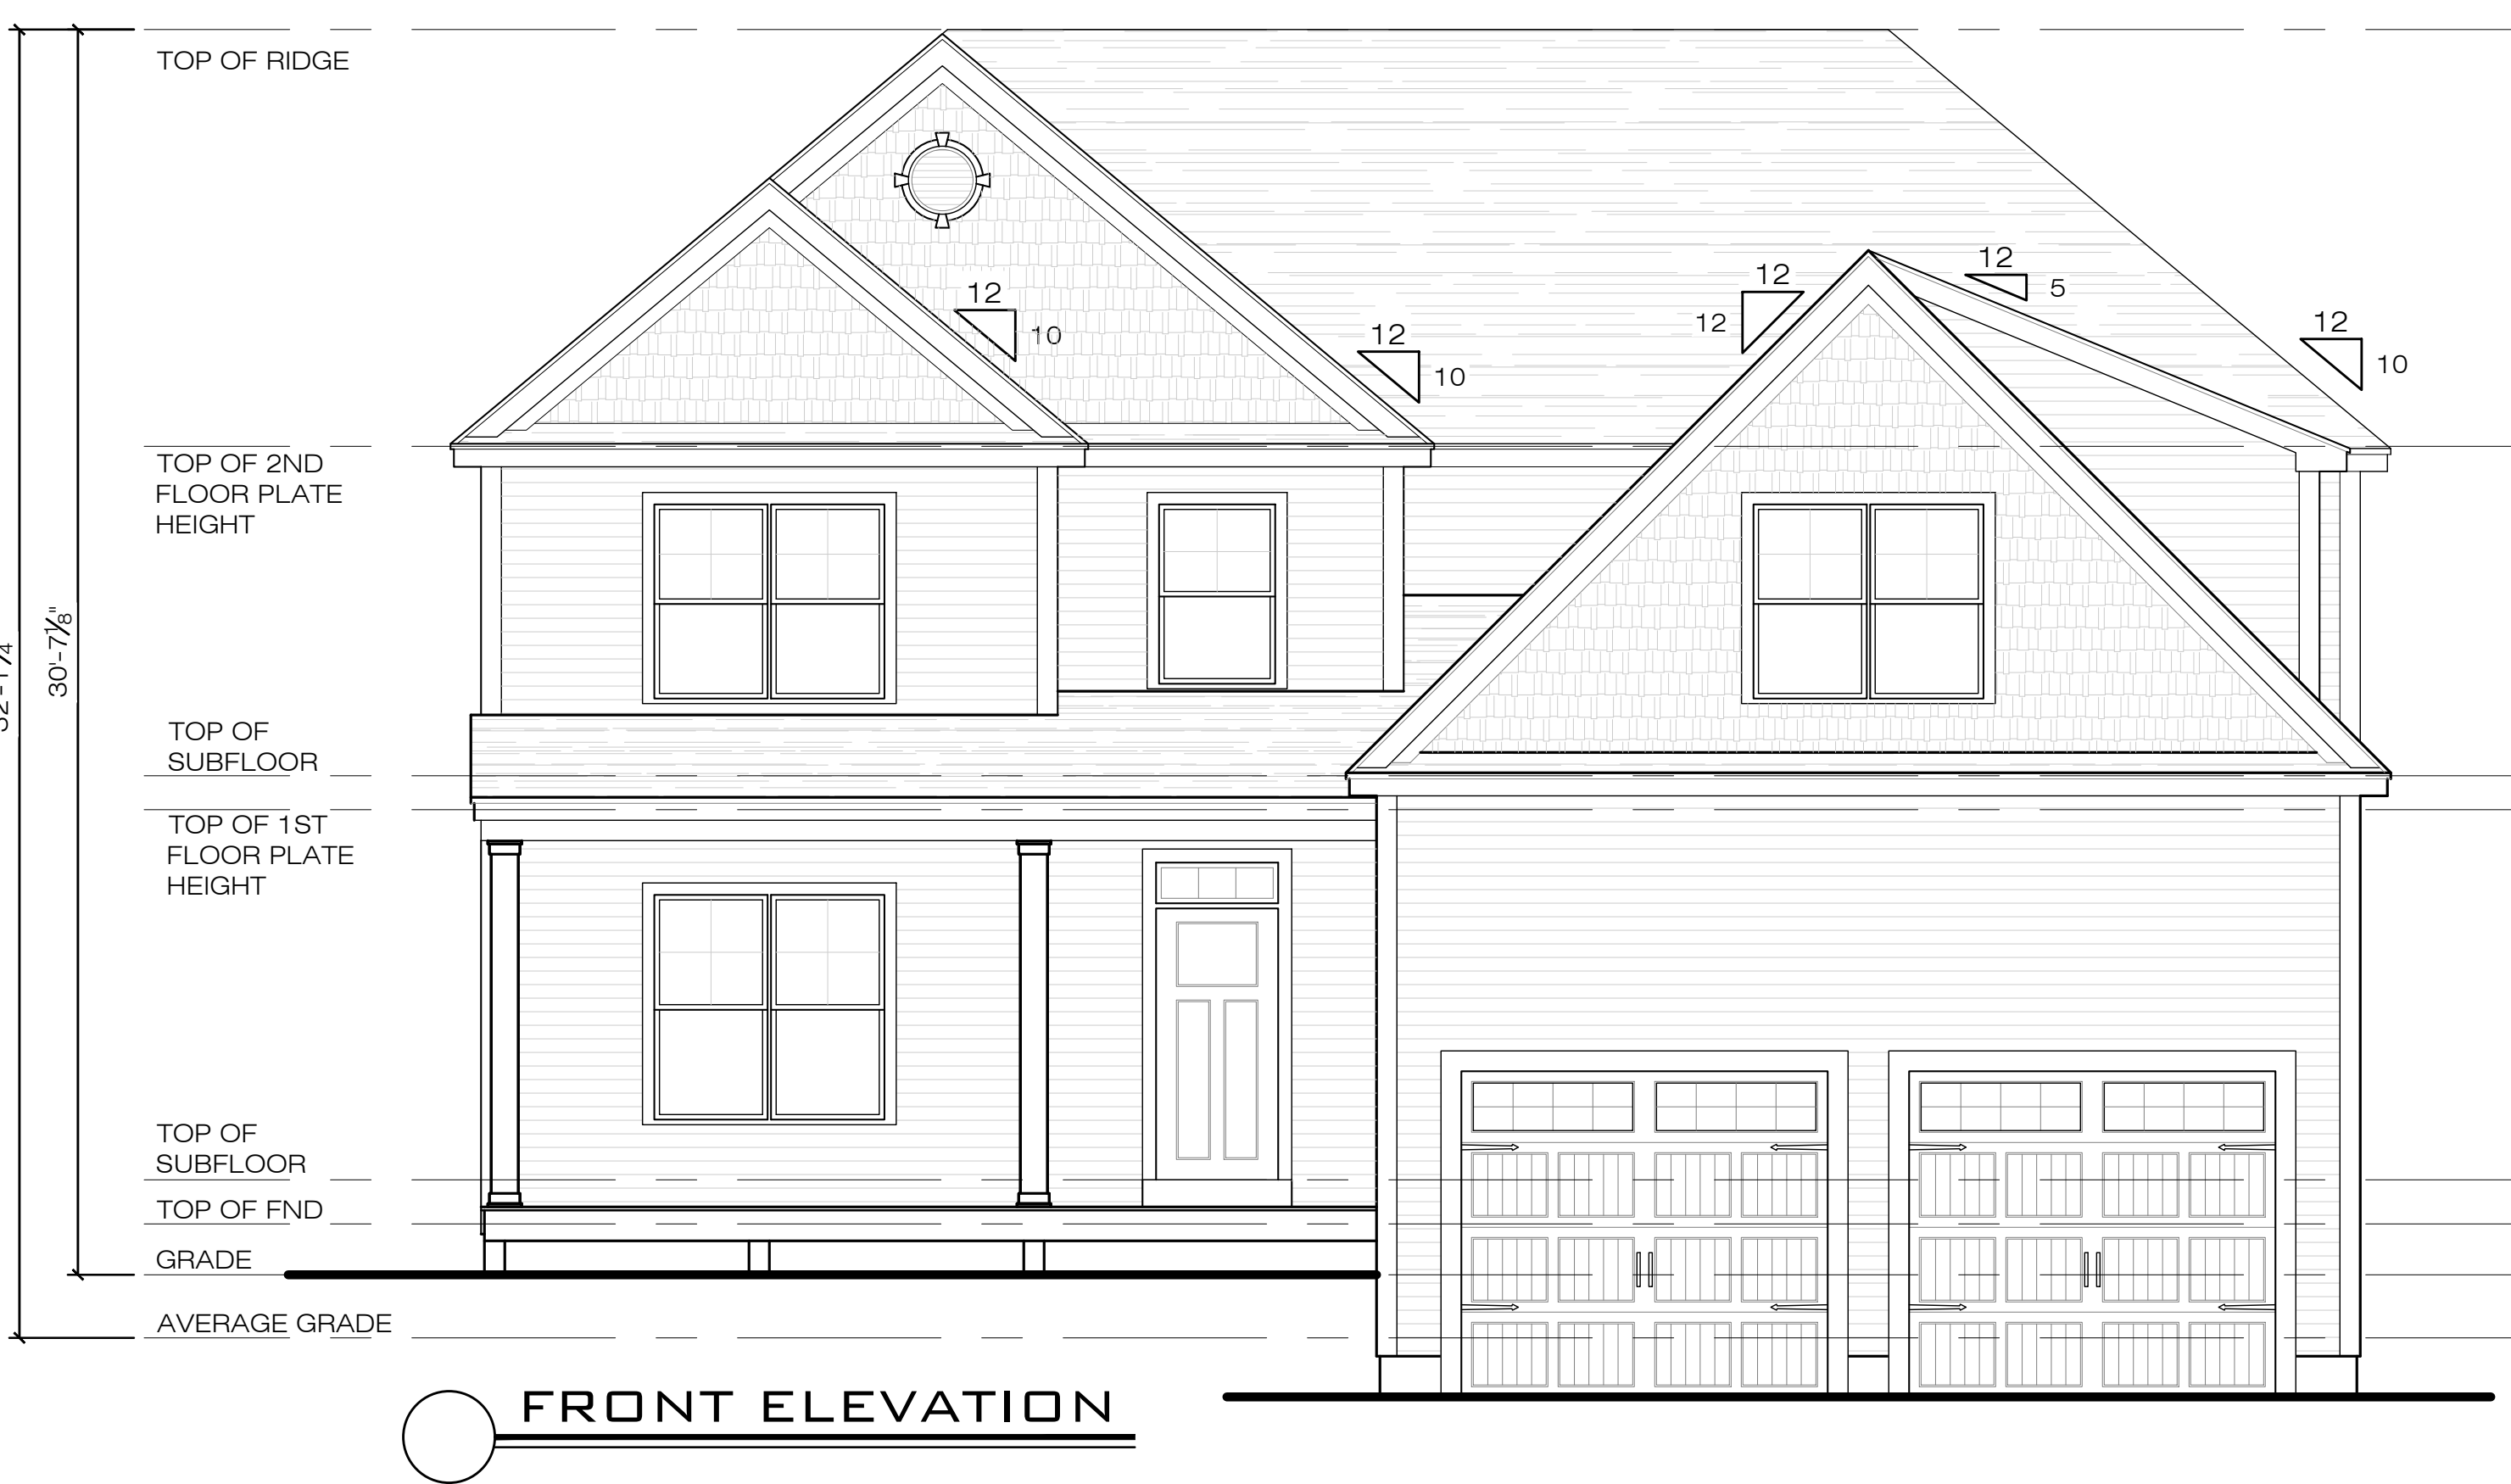 TOP OF RIDGE
12
5
12
12
12
10
12
10
12
10
TOP OF 2ND
FLOOR PLATE
HEIGHT
30'-7⅛"
TOP OF
SUBFLOOR
TOP OF 1ST
FLOOR PLATE
HEIGHT
TOP OF
SUBFLOOR
TOP OF FND
GRADE
AVERAGE GRADE
FRONT ELEVATION